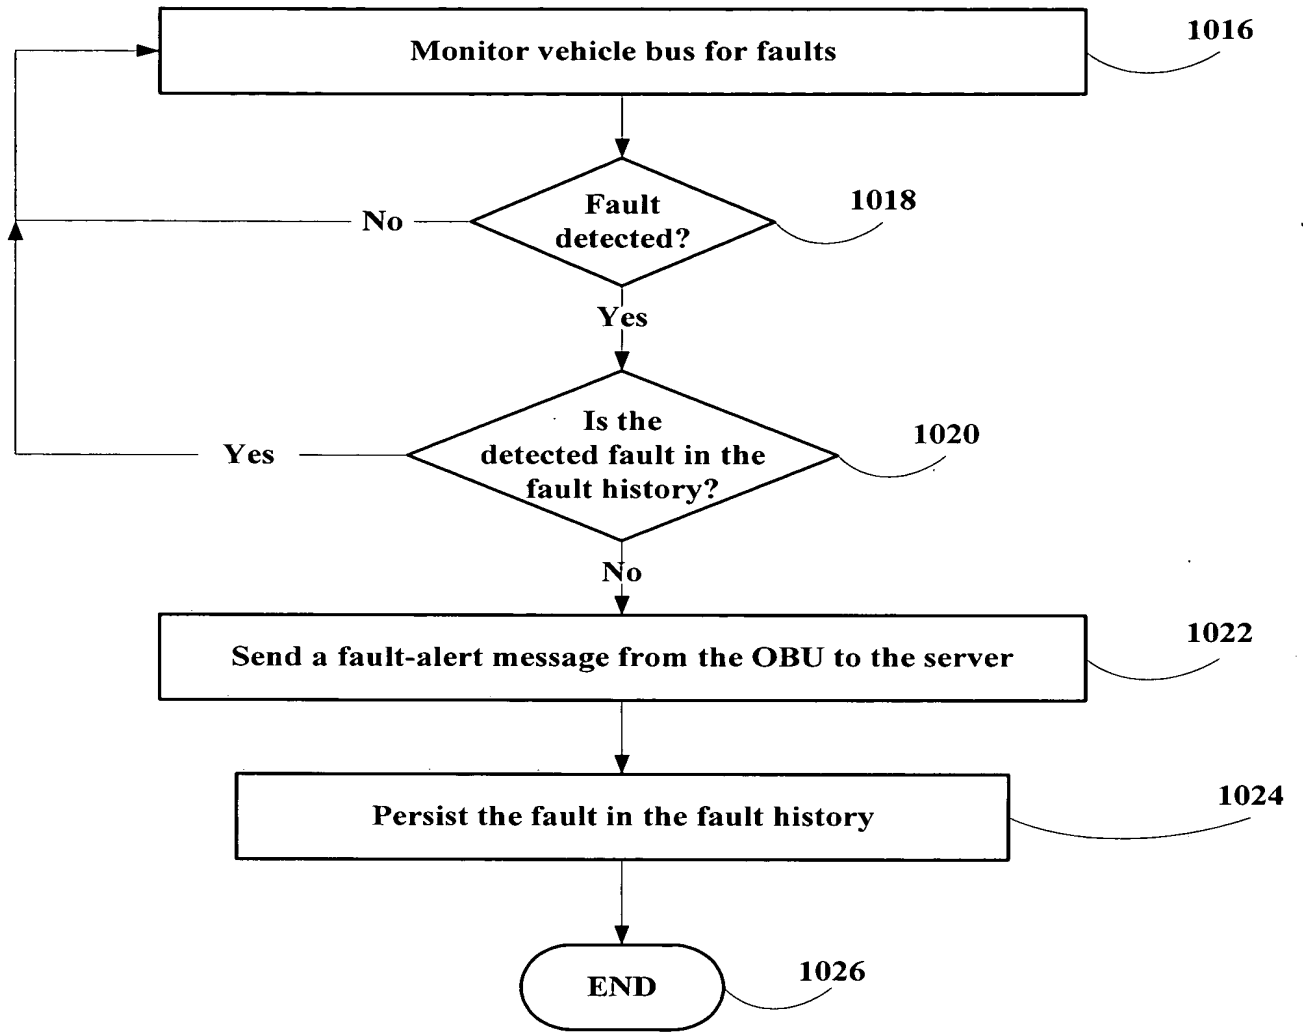 Monitor vehicle bus for faults
1016
Fault
detected?
1018
No
Yes
Is the
detected fault in the
fault history?
1020
Yes
No
Send a fault-alert message from the OBU to the server
1022
Persist the fault in the fault history
1024
END
1026